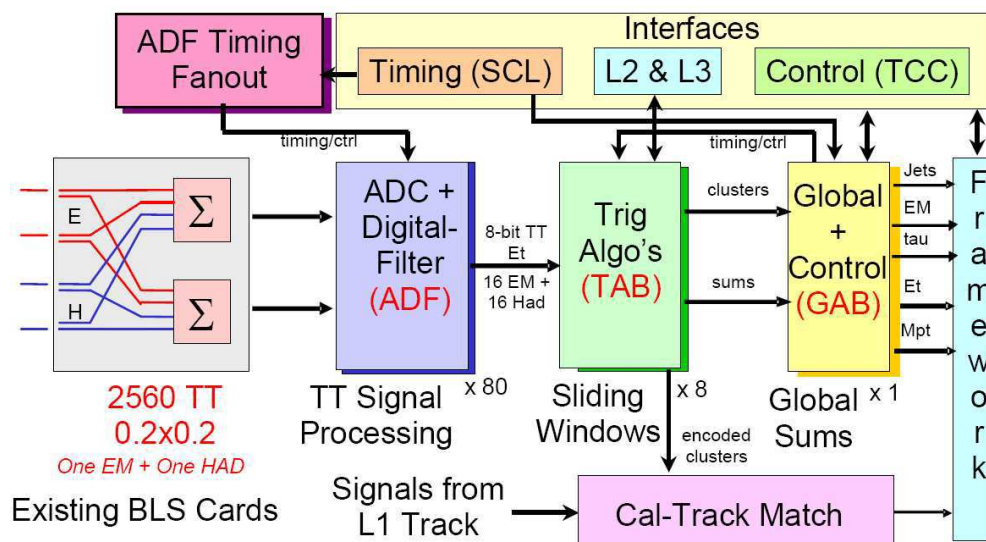 ADF Timing
Fanout
Interfaces
Timing (SCL)
L2 & L3
Control (TCC)
timing/ctrl
timing/ctrl
E
H
Σ
Σ
ADC +
Digital-
Filter
(ADF)
8-bit TT
Et
16 EM +
16 Had
Trig
Algo's
(TAB)
clusters
sums
Global
+
Control
(GAB)
Jets
EM
tau
Et
Mpt
F
r
a
m
e
w
o
r
k
x 80
x 8
x 1
2560 TT
0.2x0.2
One EM + One HAD
Existing BLS Cards
TT Signal
Processing
Sliding
Windows
Global
Sums
encoded
clusters
Signals from
L1 Track
Cal-Track Match